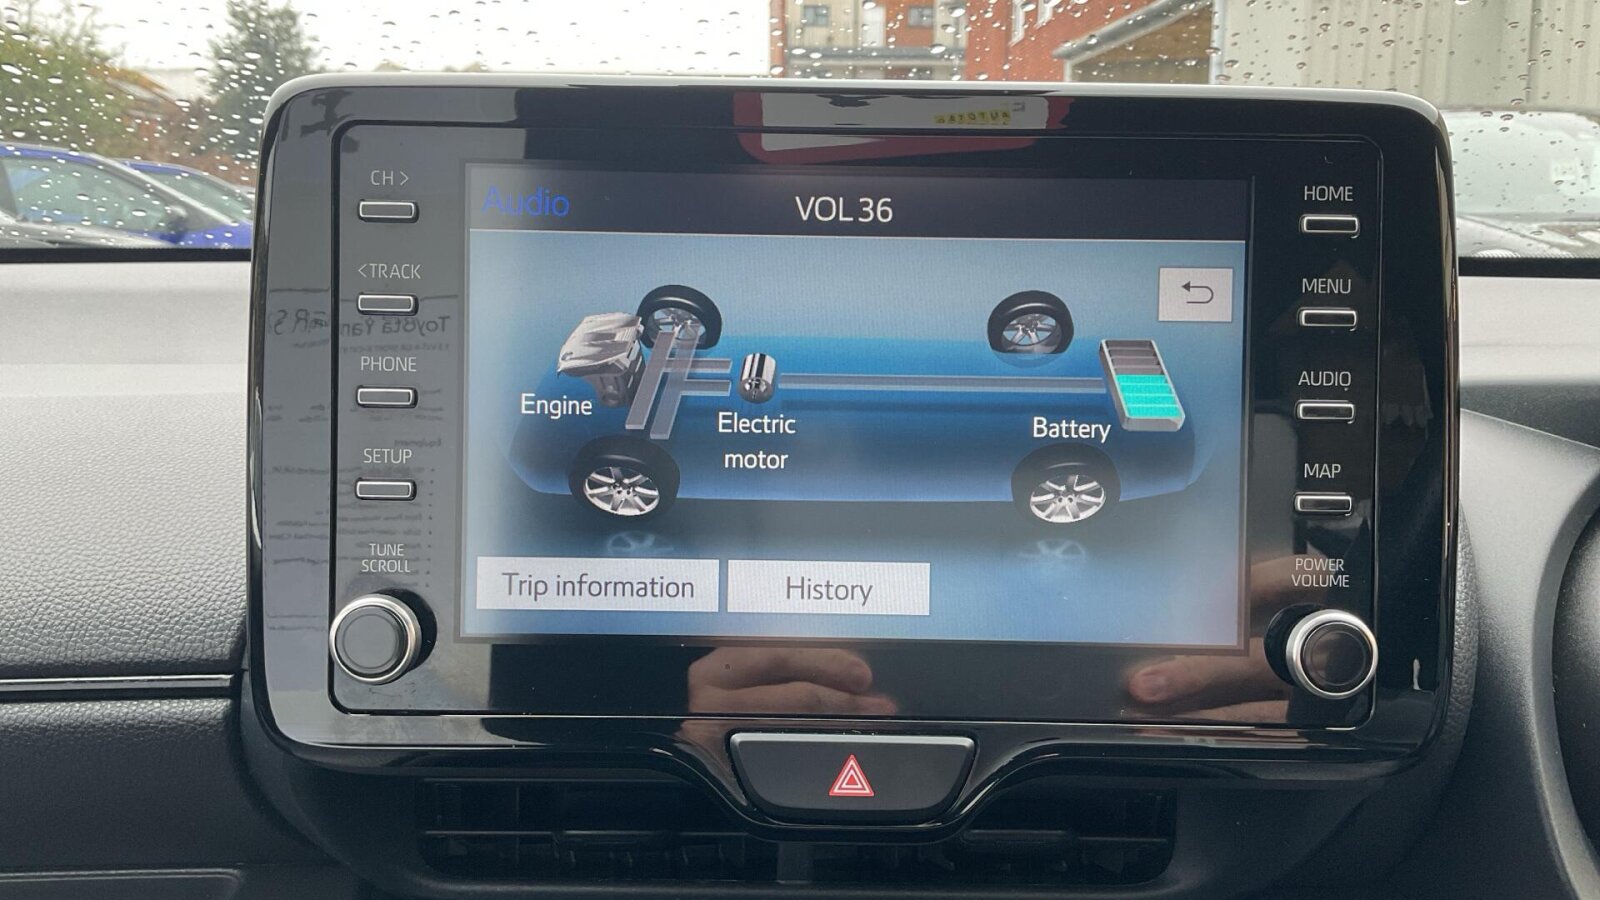 CH >
<TRACK
PHONE
SETUP
TUNE
SCROLL
Audio
VOL 36
Engine
Electric
motor
Battery
Trip information
History
HOME
MENU
AUDIO
MAP
POWER
VOLUME